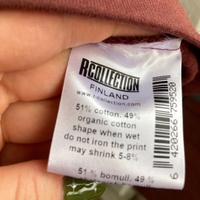 RCOLLECTION
FINLAND
www.r-collection.com
51% cotton. 49%
organic cotton
shape when wet
do not iron the print
may shrink 5-8%
51% bomull. 49%
6 420266 759520